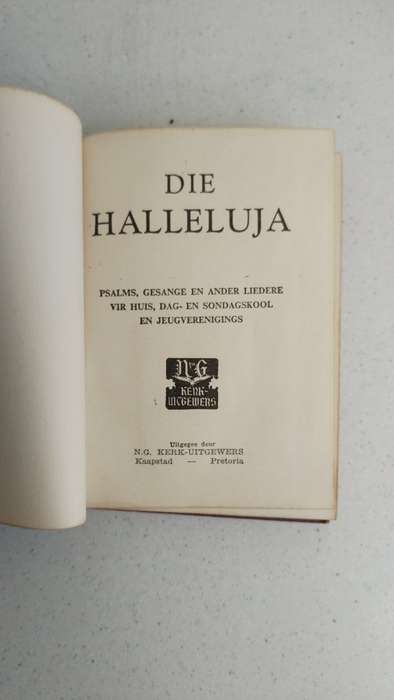 DIE
HALLELUJA
PSALMS, GESANGE EN ANDER LIEDERE
VIR HUIS, DAG- EN SONDAGSKOOL
EN JEUGVERENIGINGS
N G
KERK-
UITGEWERS
Uitgegee deur
N.G. KERK-UITGEWERS
Kaapstad — Pretoria